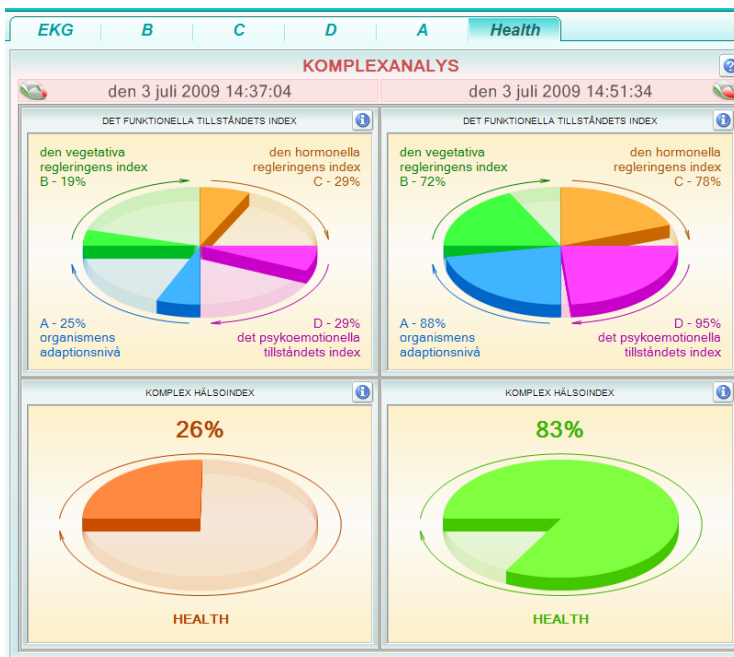 EKG B C D A Health
KOMPLEXANALYS
den 3 juli 2009 14:37:04
den 3 juli 2009 14:51:34
DET FUNKTIONELLA TILLSTÅNDETS INDEX
den vegetativa
regleringens index
B - 19%
den hormonella
regleringens index
C - 29%
A - 25%
organismens
adaptionsnivå
D - 29%
det psykoemotionella
tillståndets index
DET FUNKTIONELLA TILLSTÅNDETS INDEX
den vegetativa
regleringens index
B - 72%
den hormonella
regleringens index
C - 78%
A - 88%
organismens
adaptionsnivå
D - 95%
det psykoemotionella
tillståndets index
KOMPLEX HÄLSOINDEX
26%
HEALTH
KOMPLEX HÄLSOINDEX
83%
HEALTH